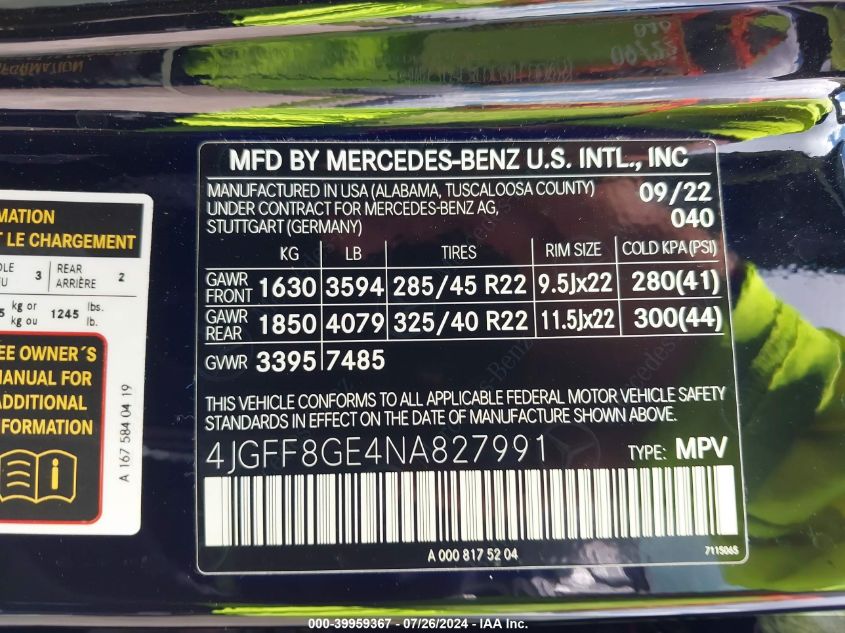 ORMATION
09/22
040
MFD BY MERCEDES-BENZ U.S. INTL., INC
MANUFACTURED IN USA (ALABAMA, TUSCALOOSA COUNTY) 09/22
UNDER CONTRACT FOR MERCEDES-BENZ AG, 040
STUTTGART (GERMANY)
KG LB TIRES RIM SIZE COLD KPA (PSI)
GAWR FRONT 1630 3594 285/45 R22 9.5Jx22 280(41)
GAWR REAR 1850 4079 325/40 R22 11.5Jx22 300(44)
GVWR 3395 7485
THIS VEHICLE CONFORMS TO ALL APPLICABLE FEDERAL MOTOR VEHICLE SAFETY
STANDARDS IN EFFECT ON THE DATE OF MANUFACTURE SHOWN ABOVE.
4JGFF8GE4NA827991 TYPE: MPV
A 000 817 52 04 711S06S
MATION
T LE CHARGEMENT
3 REAR 2
ARRIÈRE
5 kg or 1245 lbs.
kg ou lb.
EE OWNER´S
MANUAL FOR
ADDITIONAL
FORMATION
A 167 584 04 19
000-39959367 - 07/26/2024 - IAA Inc.